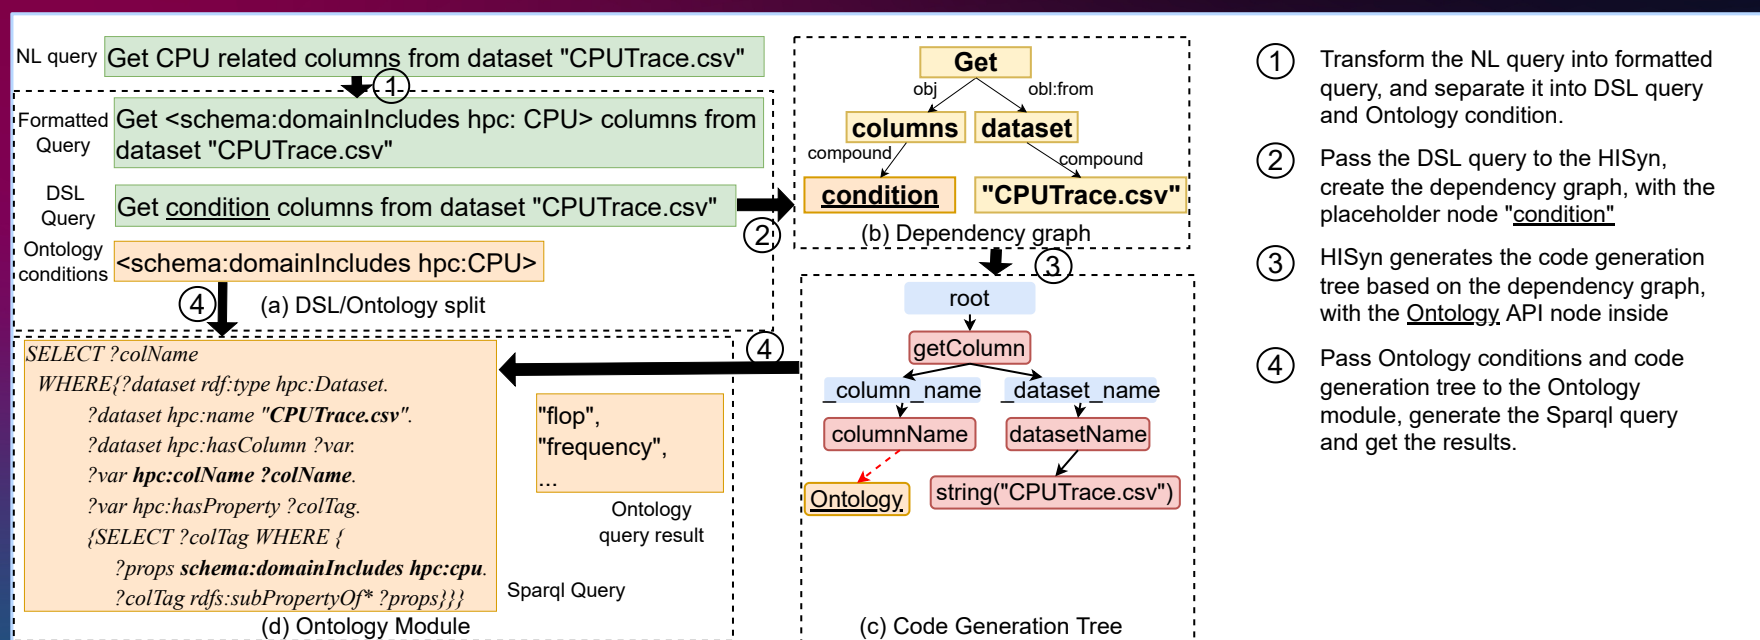 NL query
Get CPU related columns from dataset "CPUTrace.csv"
1
Formatted
Query
Get <schema:domainIncludes hpc: CPU> columns from
dataset "CPUTrace.csv"
DSL
Query
Get condition columns from dataset "CPUTrace.csv"
2
Ontology
conditions
<schema:domainIncludes hpc:CPU>
4
(a) DSL/Ontology split
Get
obj
obl:from
columns
dataset
compound
compound
condition
"CPUTrace.csv"
(b) Dependency graph
3
root
getColumn
_column_name
_dataset_name
columnName
datasetName
Ontology
string("CPUTrace.csv")
(c) Code Generation Tree
4
SELECT ?colName
WHERE{?dataset rdf:type hpc:Dataset.
?dataset hpc:name "CPUTrace.csv".
?dataset hpc:hasColumn ?var.
?var hpc:colName ?colName.
?var hpc:hasProperty ?colTag.
{SELECT ?colTag WHERE {
?props schema:domainIncludes hpc:cpu.
?colTag rdfs:subPropertyOf* ?props}}}
"flop",
"frequency",
...
Ontology
query result
Sparql Query
(d) Ontology Module
1
Transform the NL query into formatted
query, and separate it into DSL query
and Ontology condition.
2
Pass the DSL query to the HISyn,
create the dependency graph, with the
placeholder node "condition"
3
HISyn generates the code generation
tree based on the dependency graph,
with the Ontology API node inside
4
Pass Ontology conditions and code
generation tree to the Ontology
module, generate the Sparql query
and get the results.